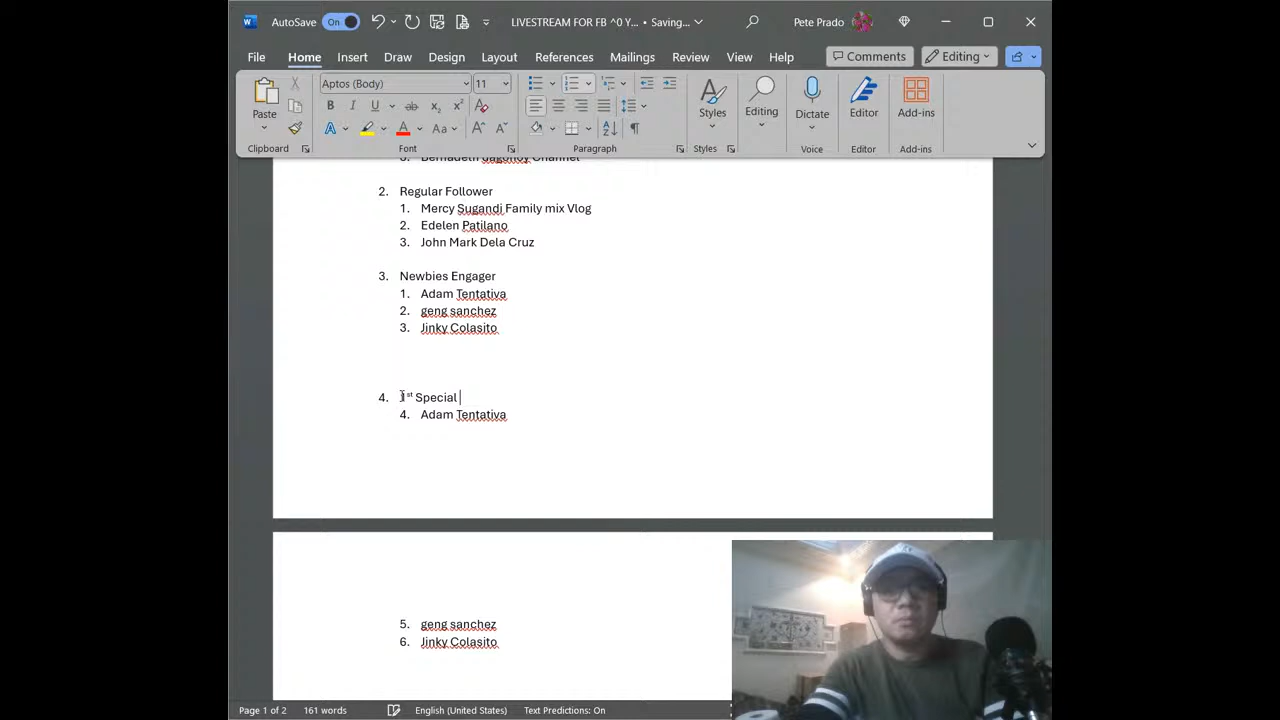 AutoSave On LIVESTREAM FOR FB ^0 Y... • Saving... Pete Prado
File Home Insert Draw Design Layout References Mailings Review View Help Comments Editing
Aptos (Body) 11
Paste Styles Editing Dictate Editor Add-ins
Clipboard Font Paragraph Styles Voice Editor Add-ins
3. Bernadeth dagohoy Channel
2. Regular Follower
1. Mercy Sugandi Family mix Vlog
2. Edelen Patilano
3. John Mark Dela Cruz
3. Newbies Engager
1. Adam Tentativa
2. geng sanchez
3. Jinky Colasito
4. 1st Special
4. Adam Tentativa
5. geng sanchez
6. Jinky Colasito
Page 1 of 2 161 words English (United States) Text Predictions: On